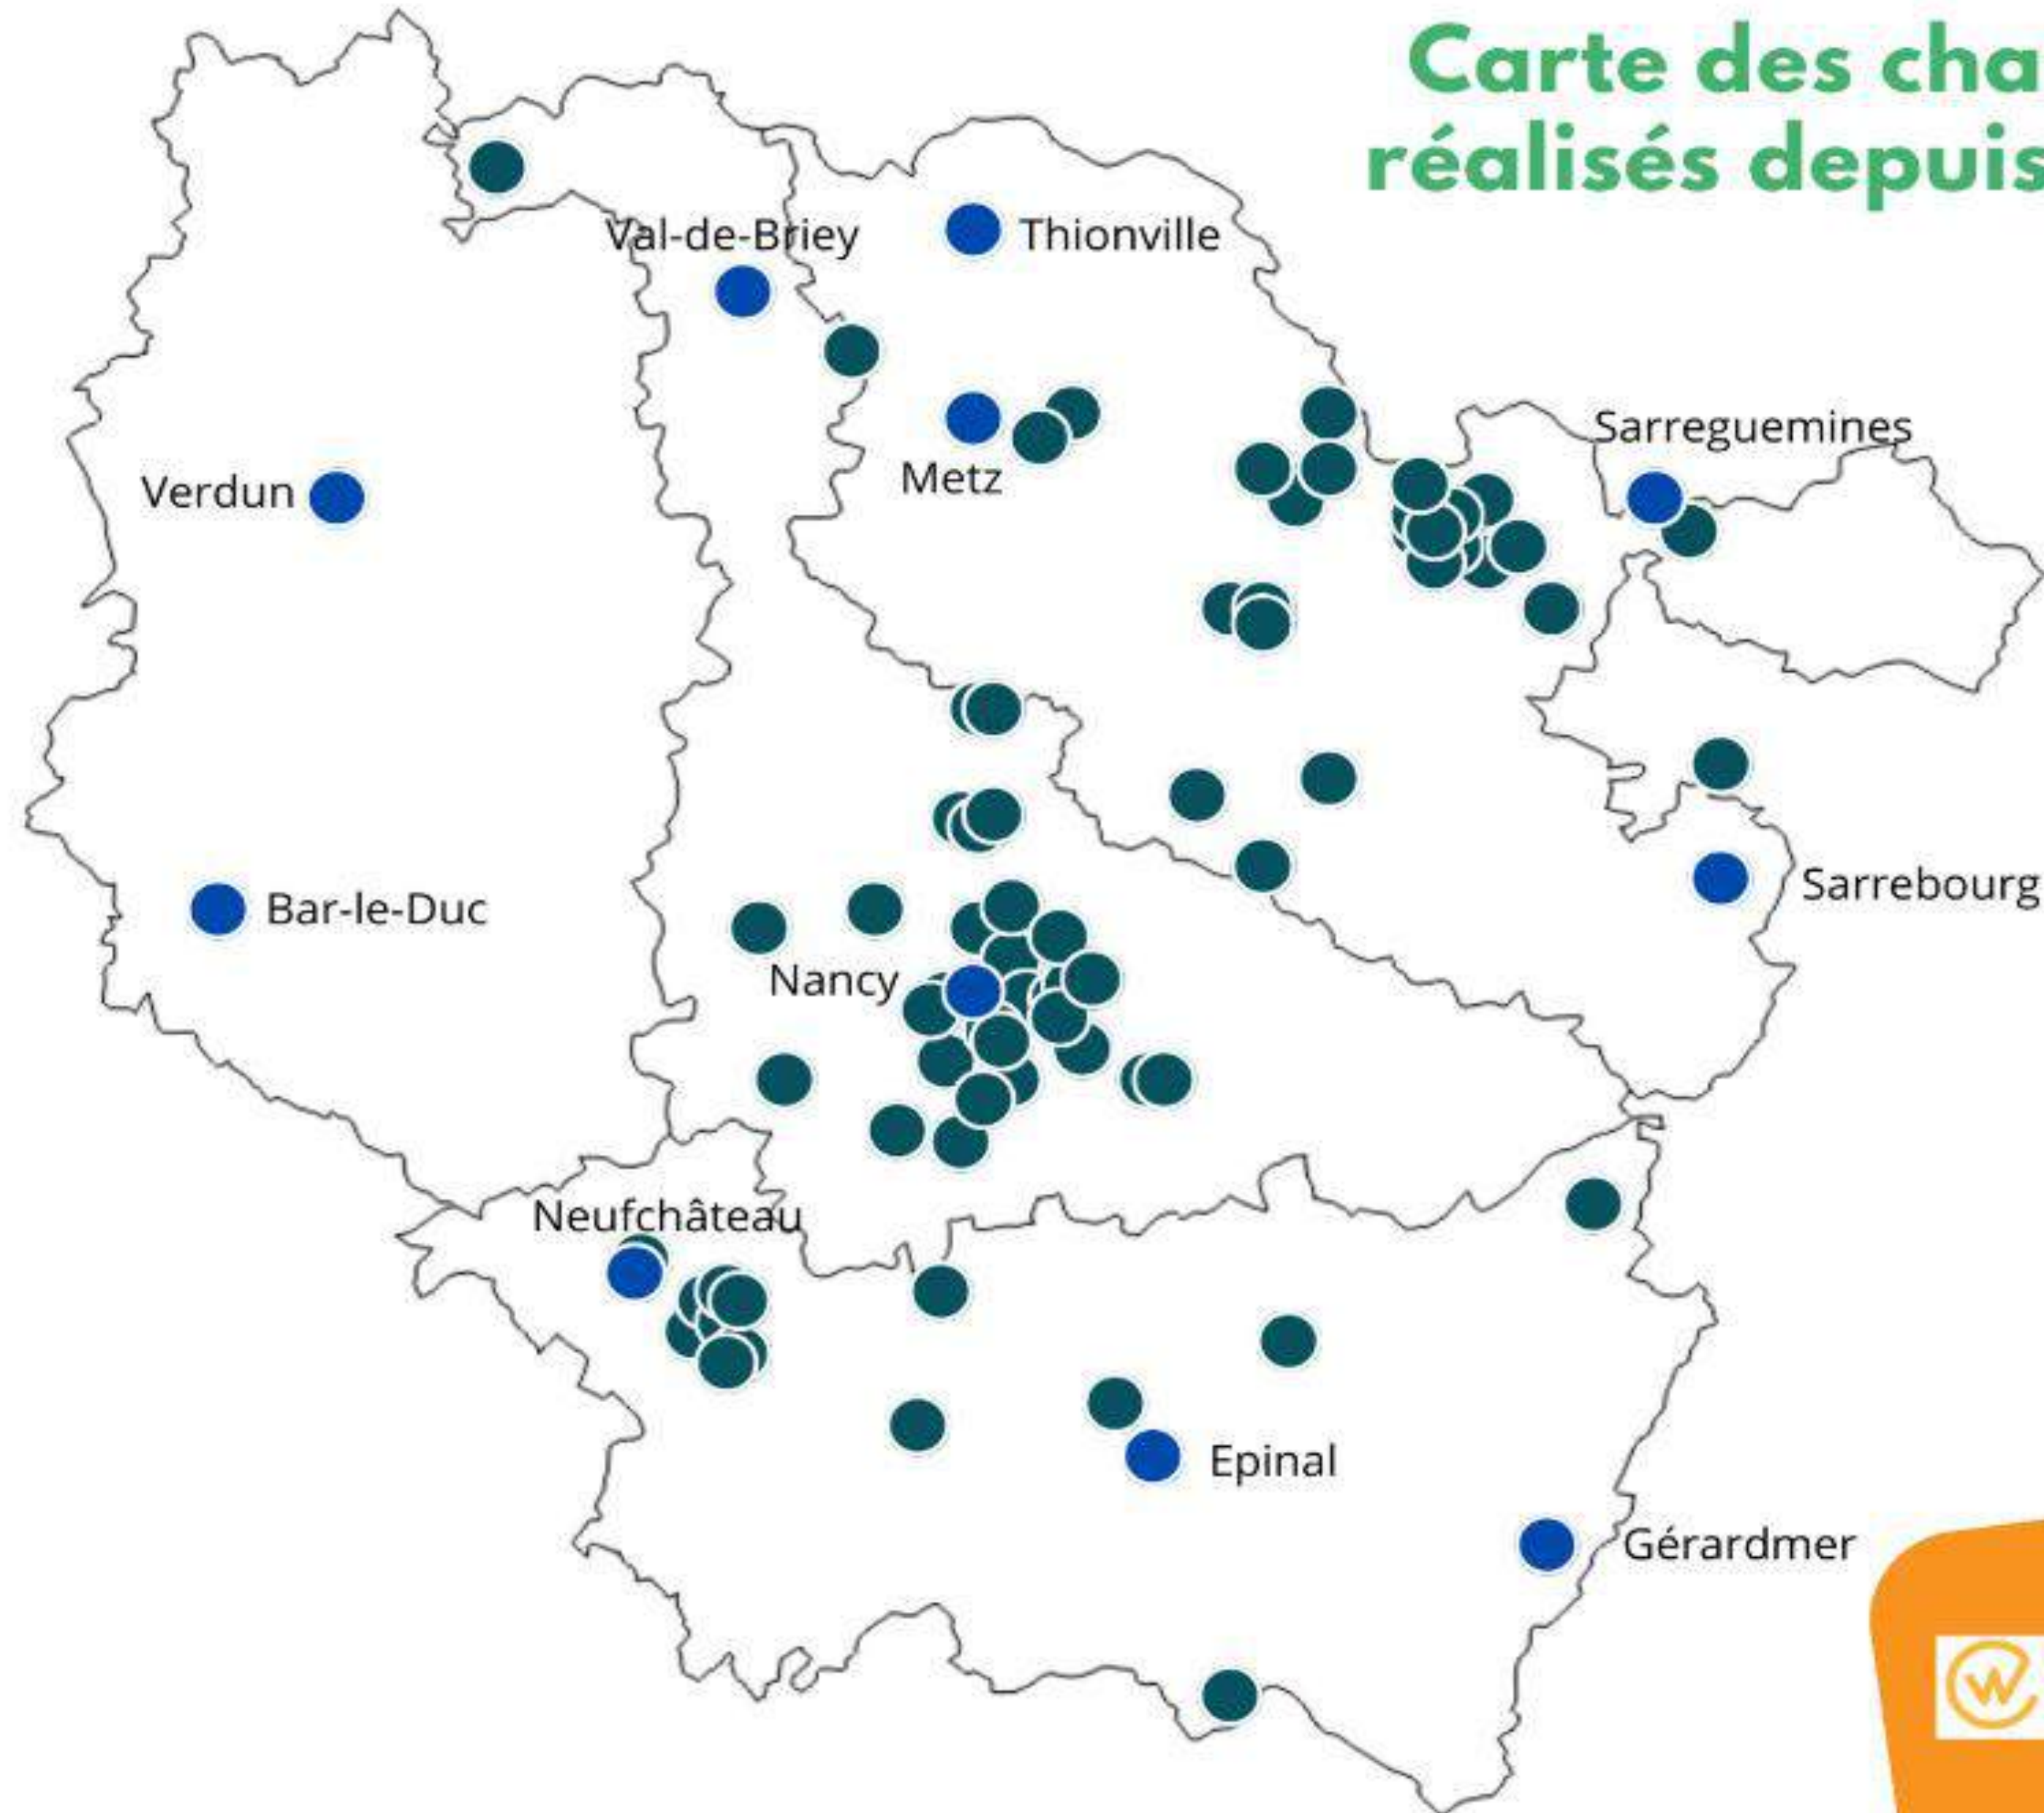 Carte des cha
réalisés depuis
Val-de-Briey
Thionville
Sarreguemines
Metz
Verdun
Bar-le-Duc
Sarrebourg
Nancy
Neufchâteau
Epinal
Gérardmer